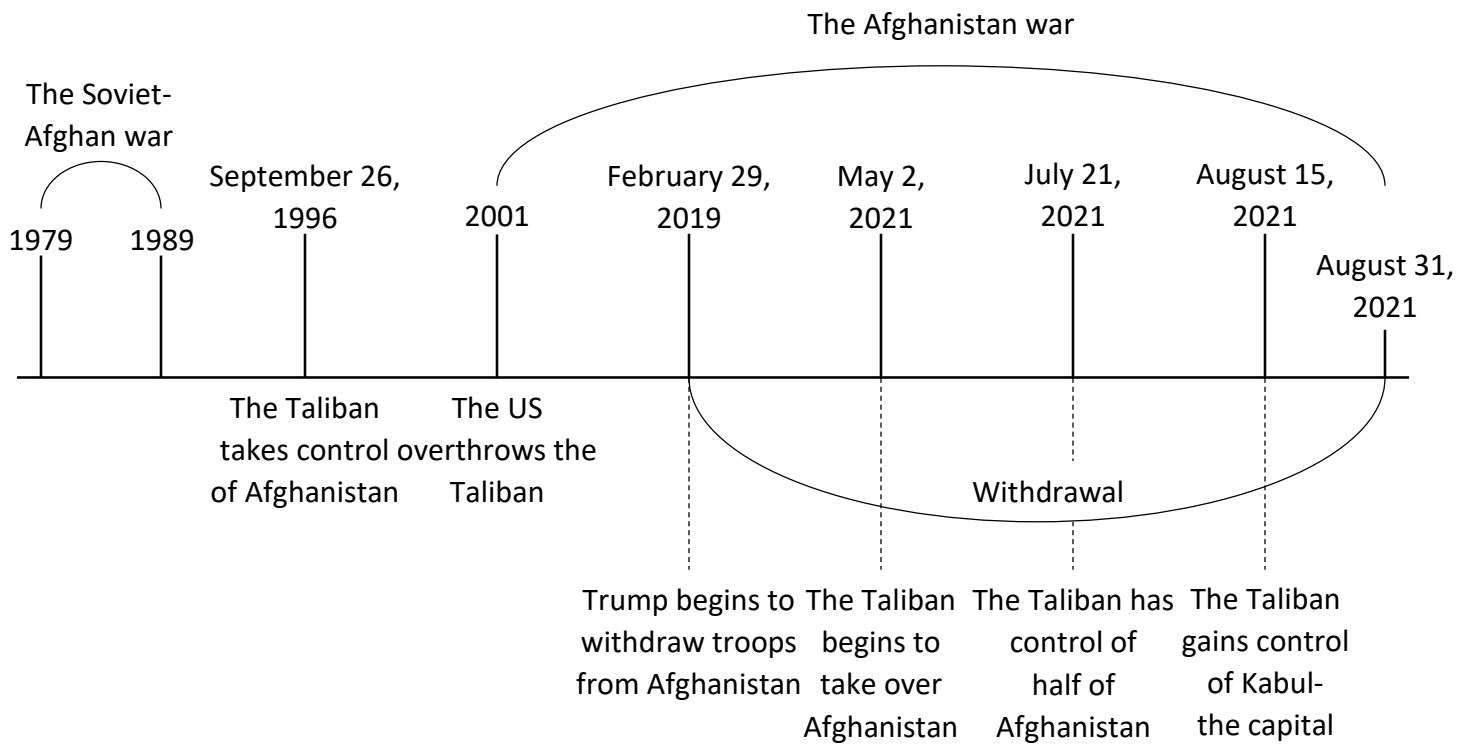 The Afghanistan war
The Soviet-
Afghan war
1979
1989
September 26,
1996
2001
February 29,
2019
May 2,
2021
July 21,
2021
August 15,
2021
August 31,
2021
The Taliban
takes control
of Afghanistan
The US
overthrows the
Taliban
Withdrawal
Trump begins to
withdraw troops
from Afghanistan
The Taliban
begins to
take over
Afghanistan
The Taliban has
control of
half of
Afghanistan
The Taliban
gains control
of Kabul-
the capital